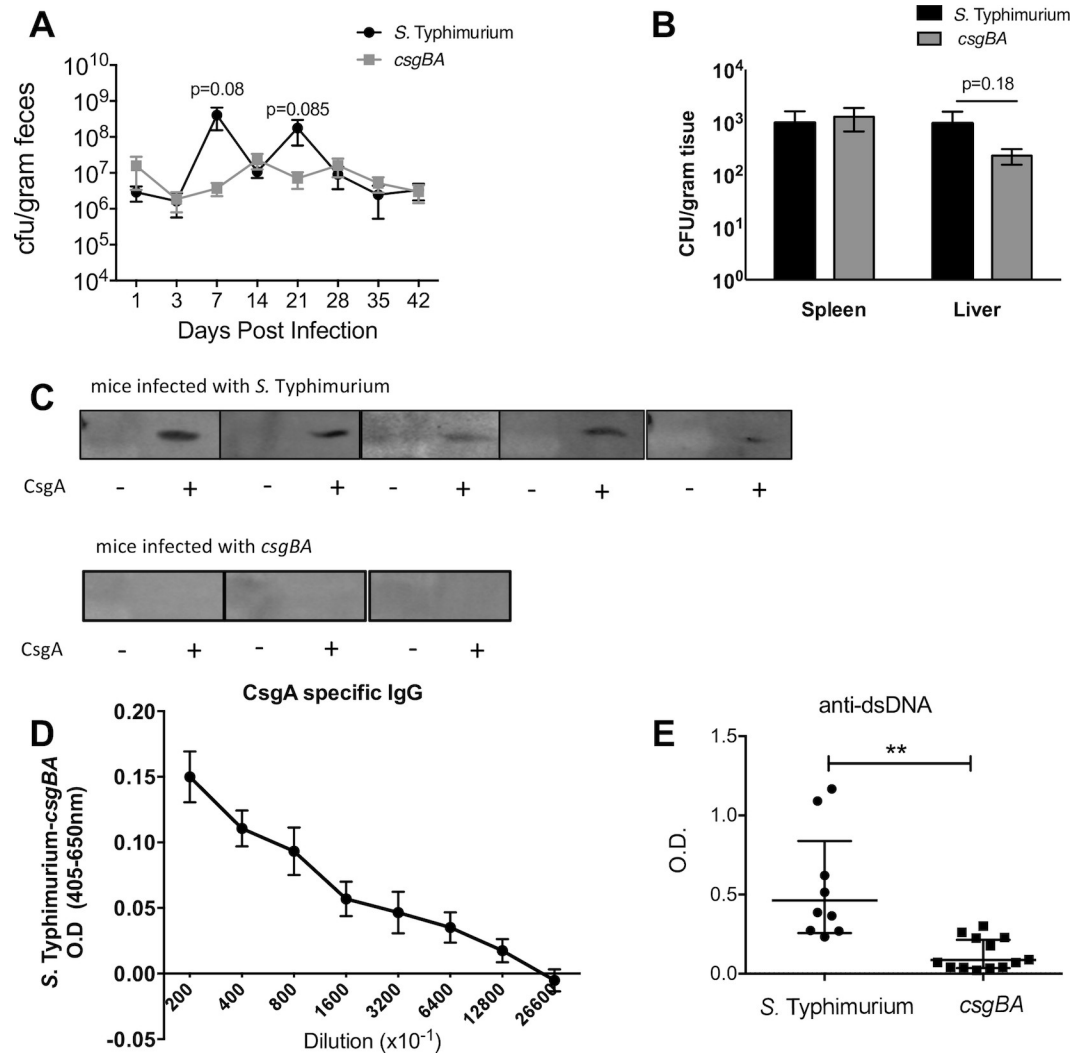 A
S. Typhimurium
csgBA
cfu/gram feces
10^10
10^9
10^8
10^7
10^6
10^5
10^4
p=0.08
p=0.085
1 3 7 14 21 28 35 42
Days Post Infection
B
S. Typhimurium
csgBA
CFU/gram tisue
10^4
10^3
10^2
10^1
10^0
p=0.18
Spleen Liver
C
mice infected with S. Typhimurium
CsgA - + - + - + - + - +
mice infected with csgBA
CsgA - + - + - +
D
CsgA specific IgG
S. Typhimurium-csgBA
O.D (405-650nm)
0.20
0.15
0.10
0.05
0.00
-0.05
200 400 800 1600 3200 6400 12800 26600
Dilution (x10^-1)
E
anti-dsDNA
**
O.D.
1.5
1.0
0.5
0.0
S. Typhimurium csgBA